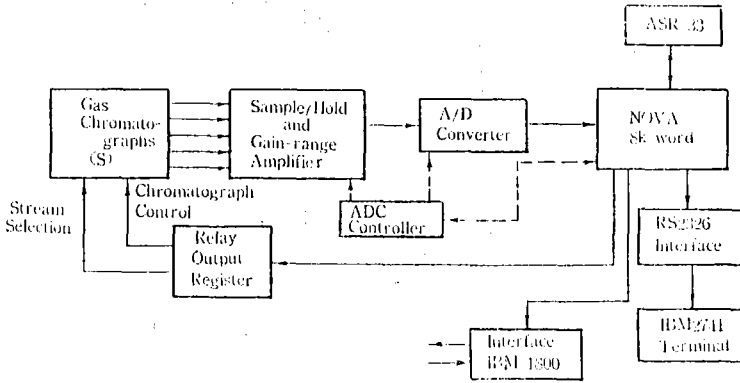 ASR 33
Gas
Chromato-
graphs
(S)
Sample/Hold
and
Gain-range
Amplifier
A/D
Converter
NOVA
8k word
Stream
Selection
Chromatograph
Control
ADC
Controller
Relay
Output
Register
RS2326
Interface
Interface
IBM 1800
IBM2741
Terminal